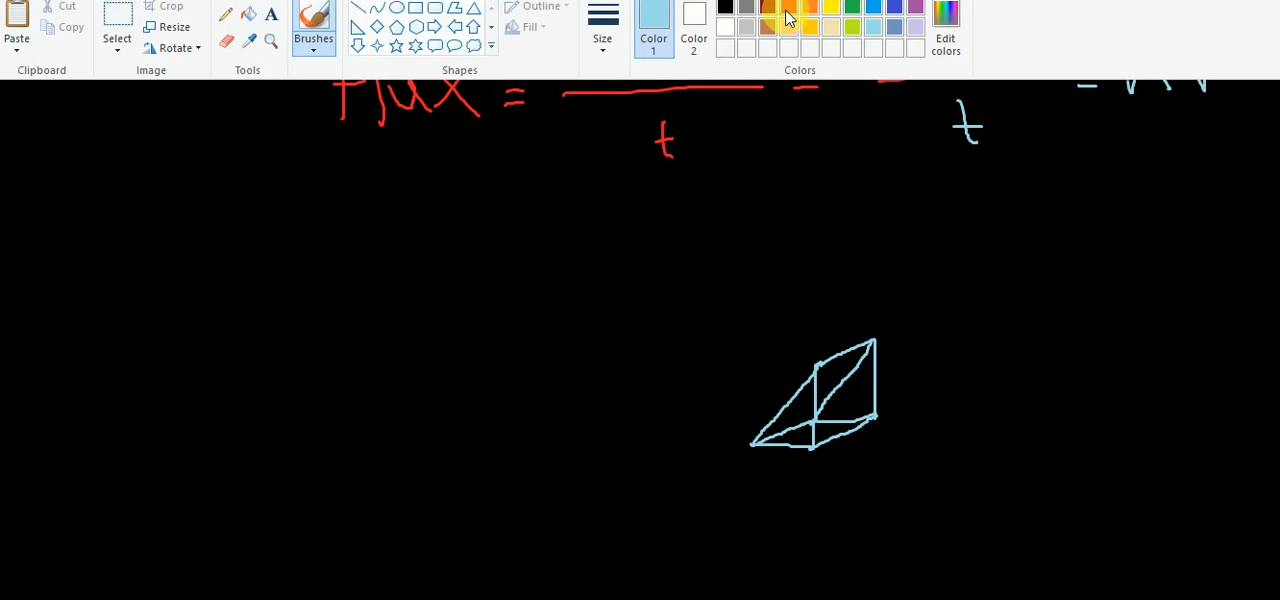 Cut
Outline
Crop
Paste
Copy
Select
Resize
Rotate
A
Brushes
Fill
Size
Color 1
Color 2
Edit colors
Clipboard
Image
Tools
Shapes
Colors
flux = =
t
t
=